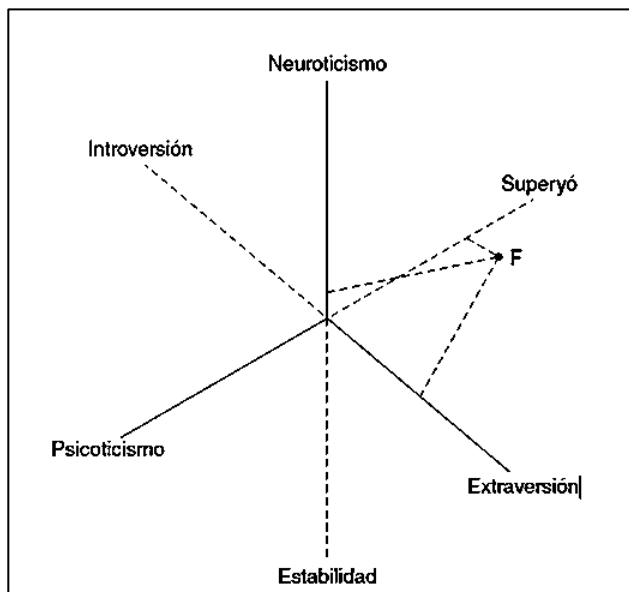 Neuroticismo
Introversión
Superyó
F
Psicoticismo
Extraversión
Estabilidad